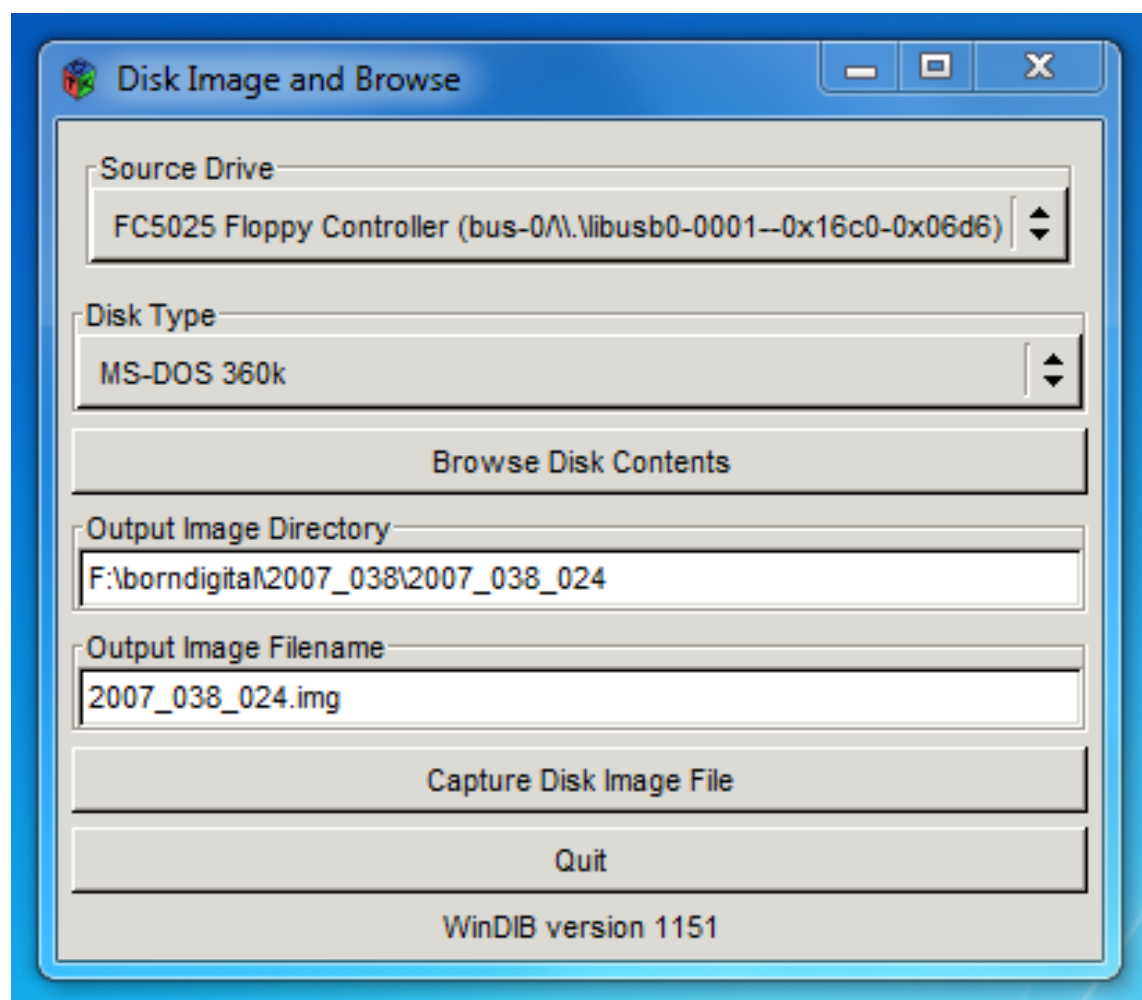 Disk Image and Browse
Source Drive
FC5025 Floppy Controller (bus-0/\\.\libusb0-0001--0x16c0-0x06d6)
Disk Type
MS-DOS 360k
Browse Disk Contents
Output Image Directory
F:\borndigital\2007_038\2007_038_024
Output Image Filename
2007_038_024.img
Capture Disk Image File
Quit
WinDIB version 1151